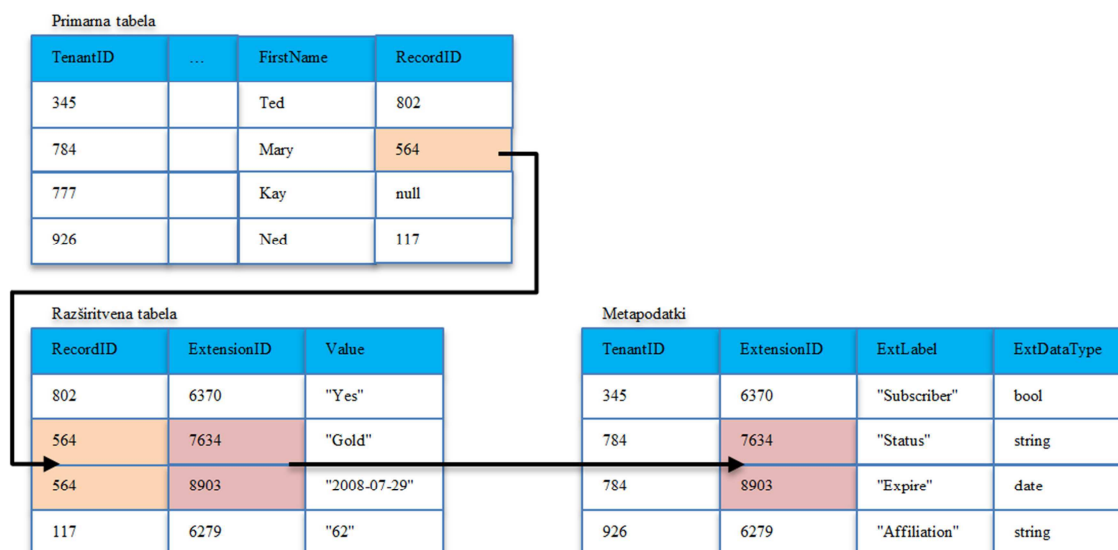 Primarna tabela
TenantID ... FirstName RecordID
345 Ted 802
784 Mary 564
777 Kay null
926 Ned 117
Razširitvena tabela
RecordID ExtensionID Value
802 6370 "Yes"
564 7634 "Gold"
564 8903 "2008-07-29"
117 6279 "62"
Metapodatki
TenantID ExtensionID ExtLabel ExtDataType
345 6370 "Subscriber" bool
784 7634 "Status" string
784 8903 "Expire" date
926 6279 "Affiliation" string